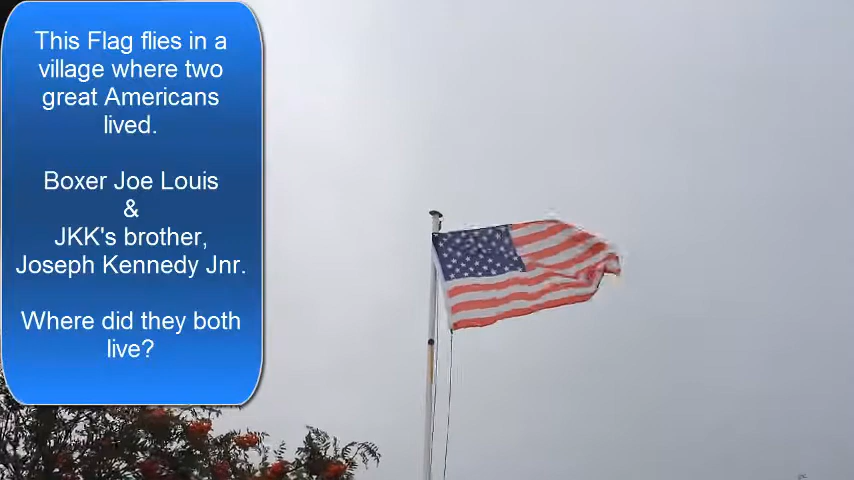 This Flag flies in a
village where two
great Americans
lived.
Boxer Joe Louis
&
JKK's brother,
Joseph Kennedy Jnr.
Where did they both
live?